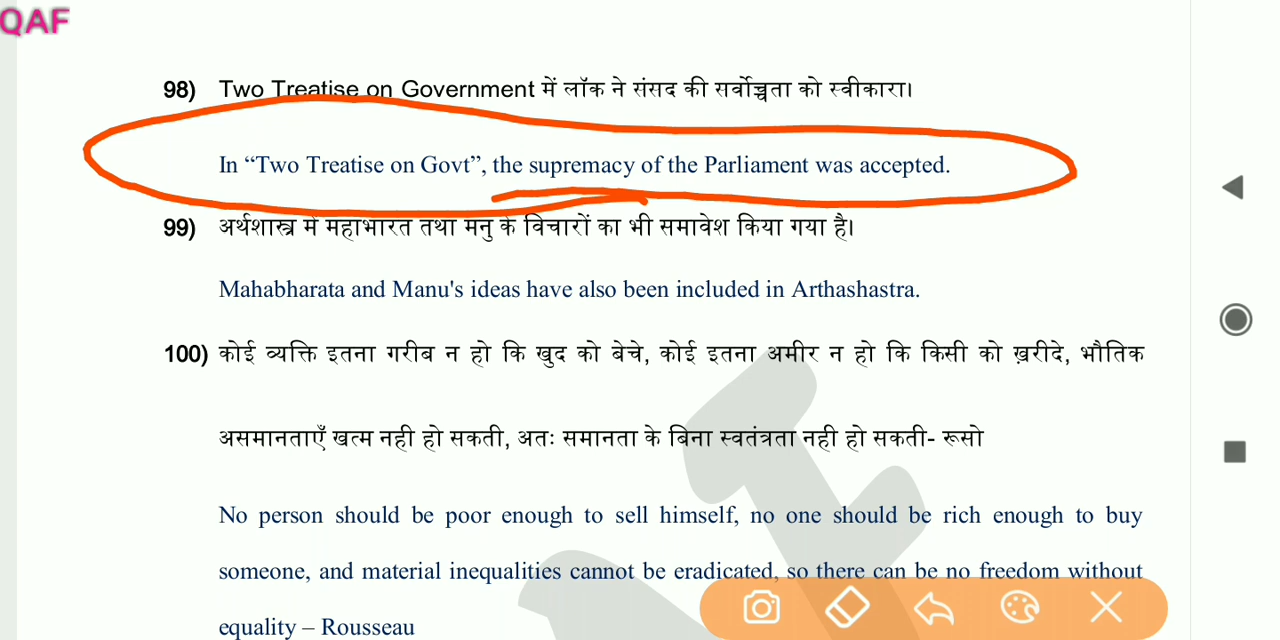 QAF
98) Two Treatise on Government में लॉक ने संसद की सर्वोच्चता को स्वीकारा।
In “Two Treatise on Govt”, the supremacy of the Parliament was accepted.
99) अर्थशास्त्र में महाभारत तथा मनु के विचारों का भी समावेश किया गया है।
Mahabharata and Manu's ideas have also been included in Arthashastra.
100) कोई व्यक्ति इतना गरीब न हो कि खुद को बेचे, कोई इतना अमीर न हो कि किसी को ख़रीदे, भौतिक
असमानताएँ खत्म नही हो सकती, अतः समानता के बिना स्वतंत्रता नही हो सकती- रूसो
No person should be poor enough to sell himself, no one should be rich enough to buy
someone, and material inequalities cannot be eradicated, so there can be no freedom without
equality – Rousseau